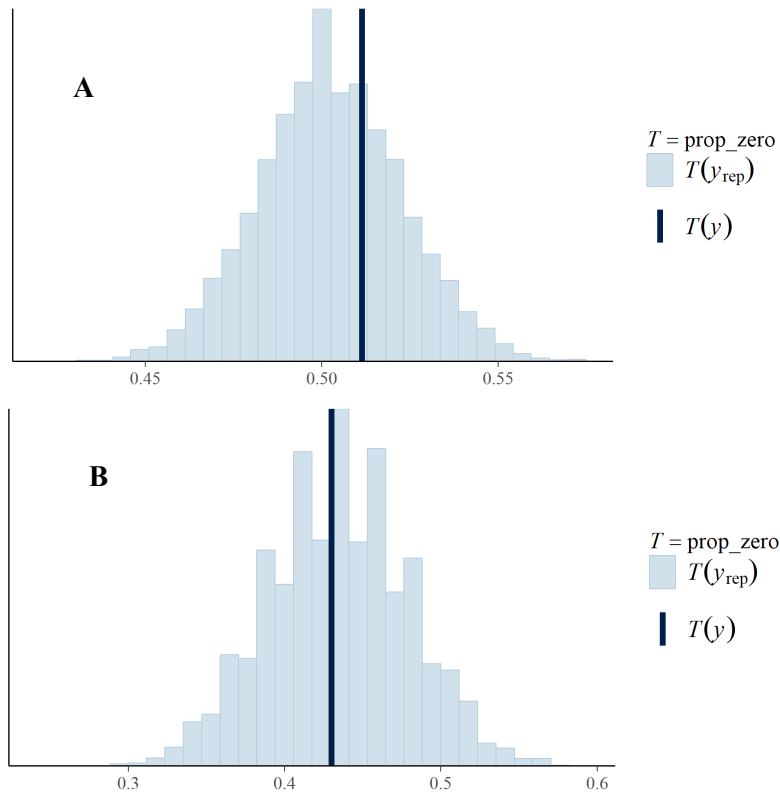 A
T = prop_zero
T(yrep)
T(y)
0.45 0.50 0.55
B
T = prop_zero
T(yrep)
T(y)
0.3 0.4 0.5 0.6